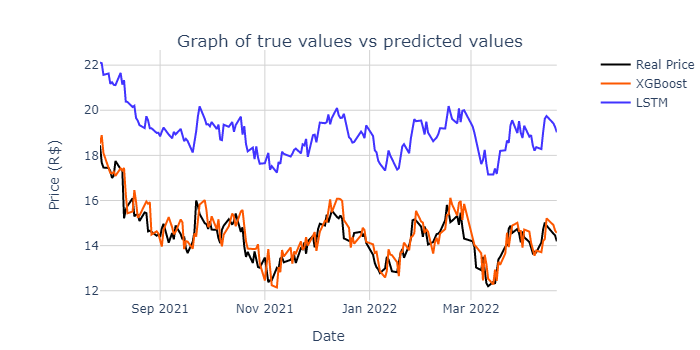 Graph of true values vs predicted values
Real Price
XGBoost
LSTM
Price (R$)
22
20
18
16
14
12
Sep 2021
Nov 2021
Jan 2022
Mar 2022
Date